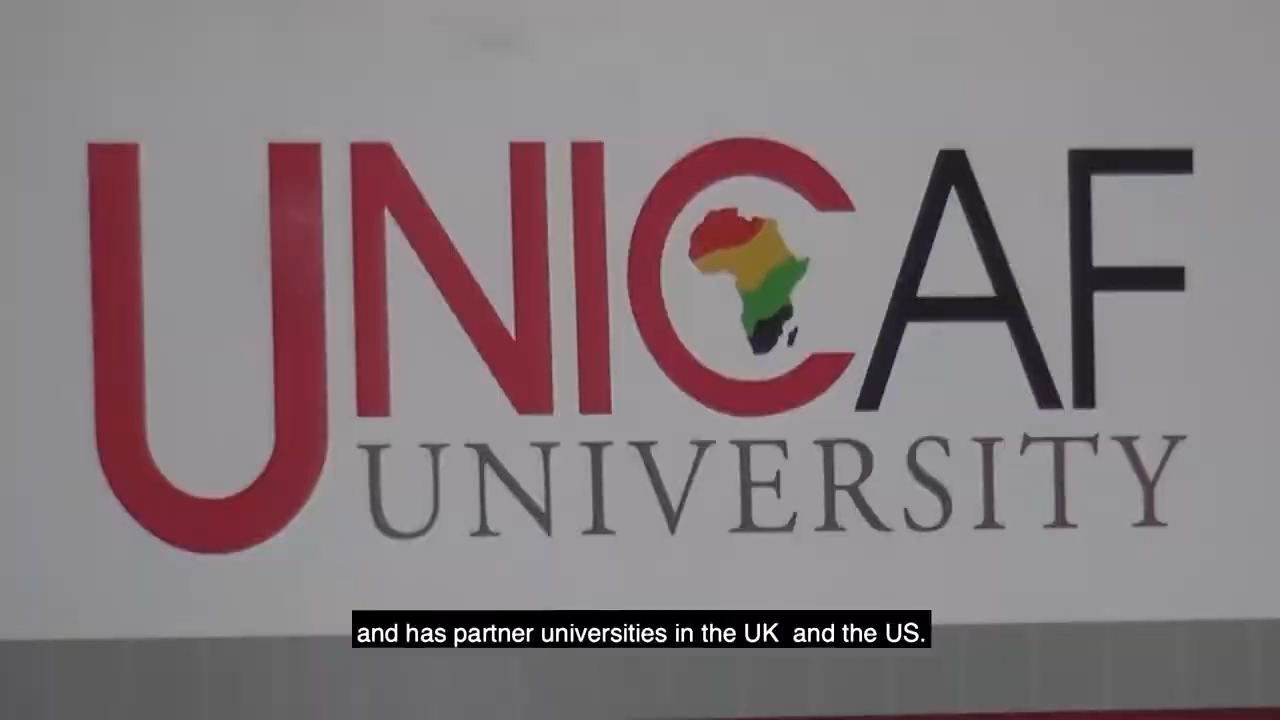 UNICAF
UNIVERSITY
and has partner universities in the UK  and the US.